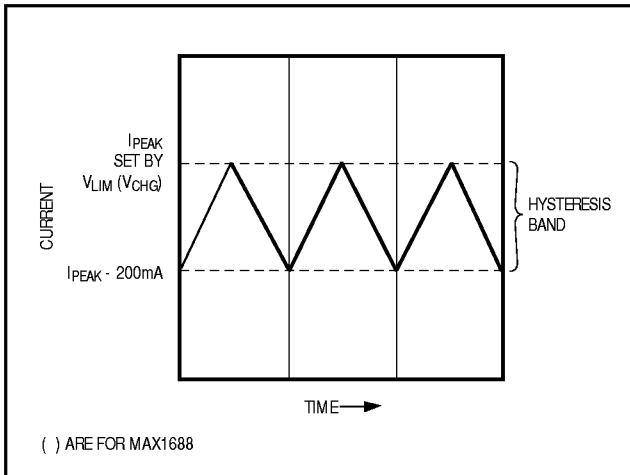 IPEAK
SET BY
VLIM (VCHG)
CURRENT
IPEAK - 200mA
HYSTERESIS
BAND
TIME
( ) ARE FOR MAX1688